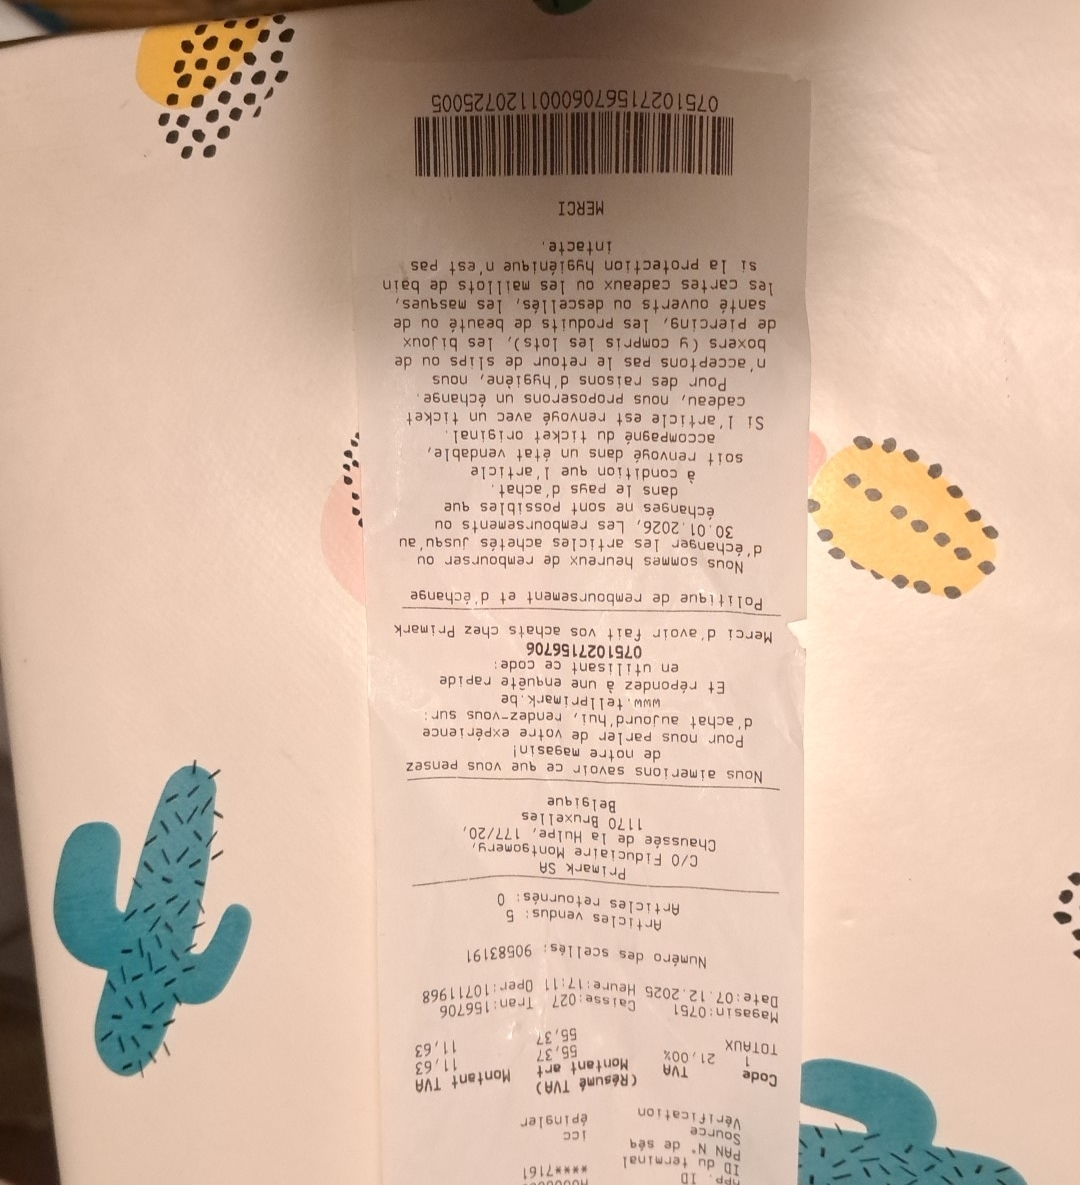 App. ID
ID du terminal ****7161
PAN N° de séq
Source icc
Vérification épingler
(Résumé TVA)
Code TVA Montant art Montant TVA
1 21,00% 55,37 11,63
TOTAUX 55,37 11,63
Magasin:0751 Caisse:027 Tran:156706
Date:07.12.2025 Heure:17:11 Oper:10711968
Numéro des scellés: 90583191
Articles vendus: 5
Articles retournés: 0
Primark SA
C/O Fiduciaire Montgomery,
Chaussée de la Hulpe, 177/20,
1170 Bruxelles
Belgique
Nous aimerions savoir ce que vous pensez
de notre magasin!
Pour nous parler de votre expérience
d'achat aujourd'hui, rendez-vous sur:
www.tellprimark.be
Et répondez à une enquête rapide
en utilisant ce code:
0751027156706
Merci d'avoir fait vos achats chez Primark
Politique de remboursement et d'échange
Nous sommes heureux de rembourser ou
d'échanger les articles achetés jusqu'au
30.01.2026, Les remboursements ou
échanges ne sont possibles que
dans le pays d'achat.
à condition que l'article
soit renvoyé dans un état vendable,
accompagné du ticket original.
Si l'article est renvoyé avec un ticket
cadeau, nous proposerons un échange.
Pour des raisons d'hygiène, nous
n'acceptons pas le retour de slips ou de
boxers (y compris les lots), les bijoux
de piercing, les produits de beauté ou de
santé ouverts ou descellés, les masques,
les cartes cadeaux ou les maillots de bain
si la protection hygiénique n'est pas
intacte.
MERCI
07510271567060001120725005